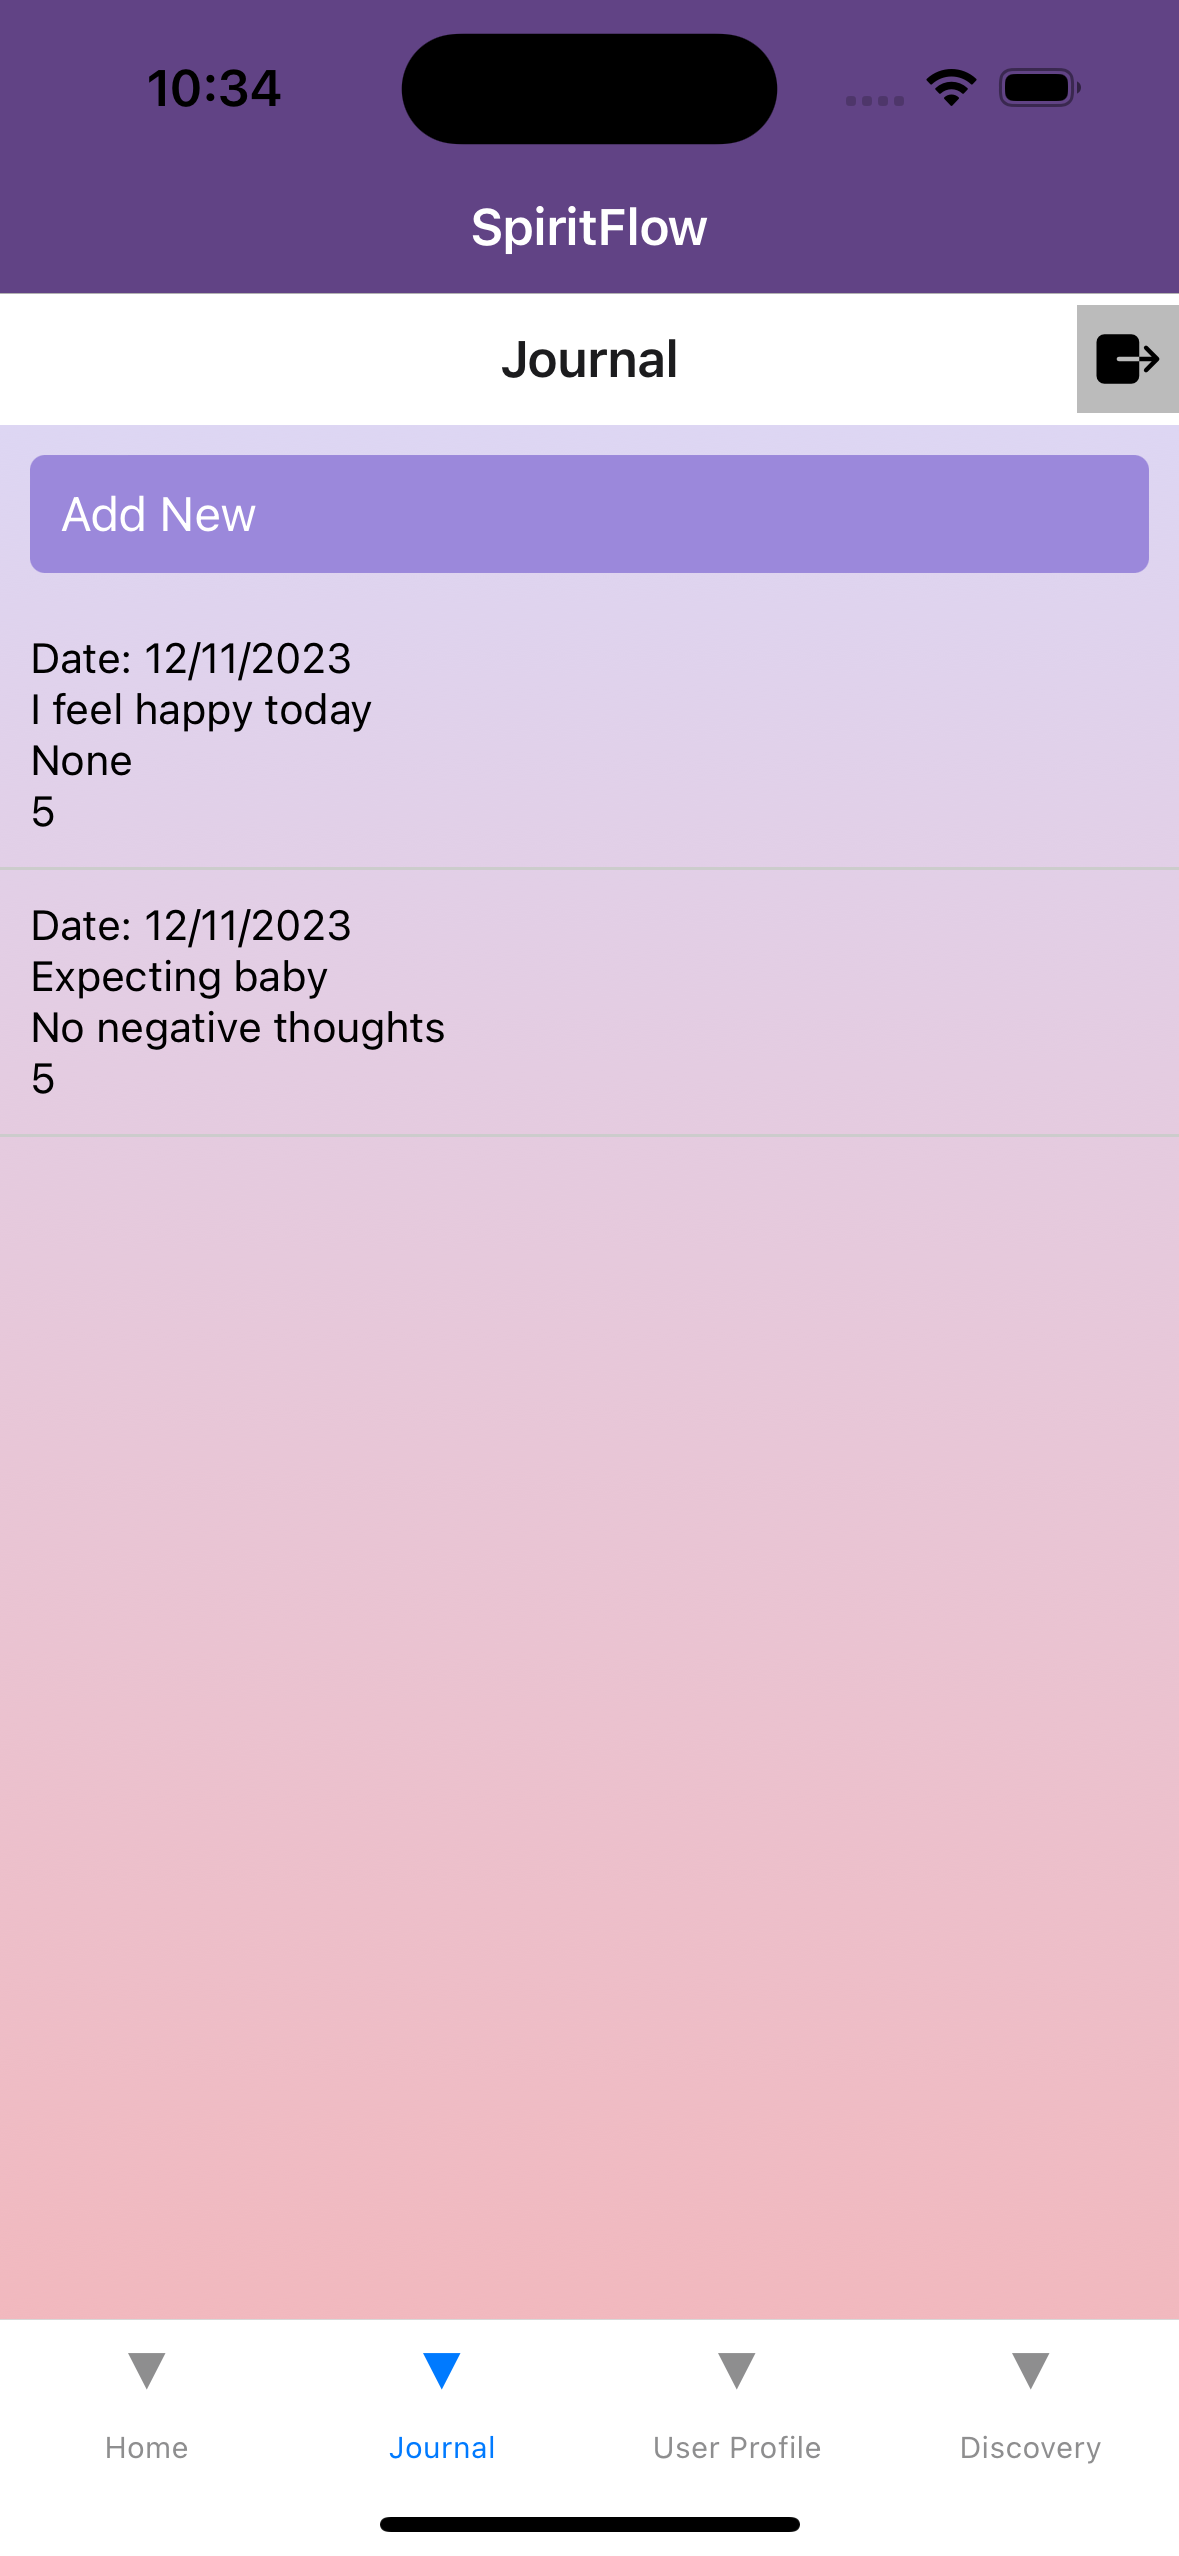 10:34
SpiritFlow
Journal
Add New
Date: 12/11/2023
I feel happy today
None
5
Date: 12/11/2023
Expecting baby
No negative thoughts
5
Home
Journal
User Profile
Discovery